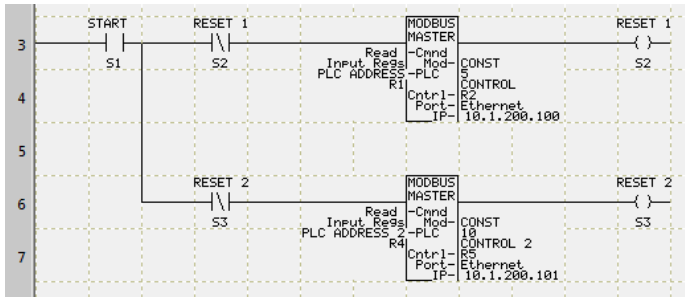 START RESET 1 MODBUS RESET 1
3 MASTER
S1 S2 Read -Cmnd S2
Input Regs Mod- CONST
PLC ADDRESS -PLC 5
R1 CONTROL
4 Cntrl- R2
Port- Ethernet
IP- 10.1.200.100
5
RESET 2 MODBUS RESET 2
6 MASTER
S3 Read -Cmnd S3
Input Regs Mod- CONST
PLC ADDRESS 2 -PLC 10
R4 CONTROL 2
7 Cntrl- R5
Port- Ethernet
IP- 10.1.200.101